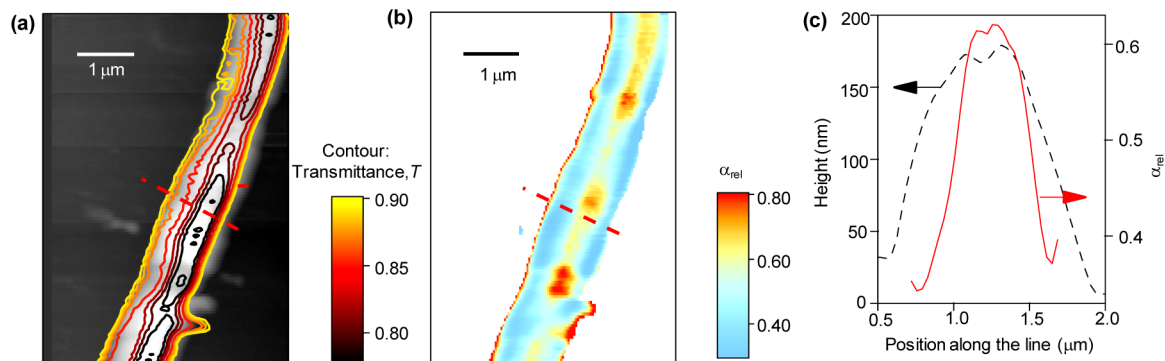 (a)
1 μm
Contour:
Transmittance, T
0.90
0.85
0.80
(b)
1 μm
αrel
0.80
0.60
0.40
(c)
200
150
100
50
0
Height (nm)
0.5
1.0
1.5
2.0
Position along the line (μm)
0.6
0.5
0.4
αrel